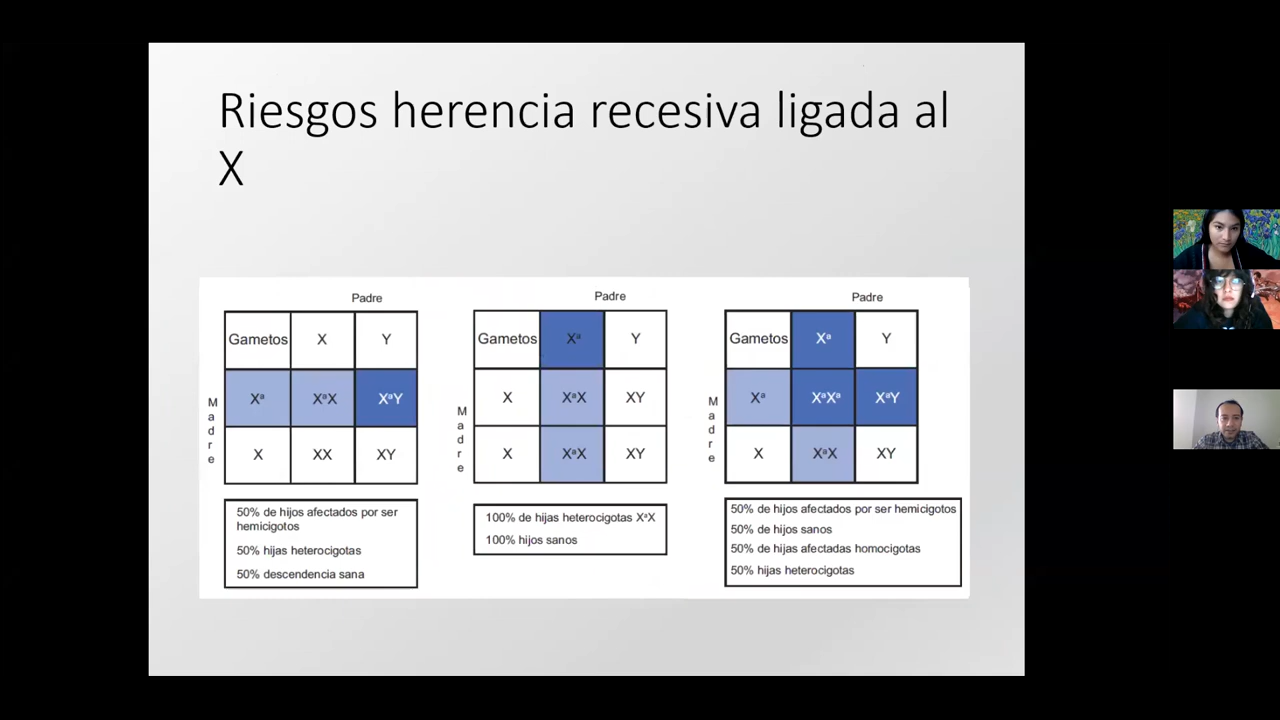 Riesgos herencia recesiva ligada al
X
Padre
Gametos X Y
Madre
Xᵃ XᵃX XᵃY
X XX XY
50% de hijos afectados por ser
hemicigotos
50% hijas heterocigotas
50% descendencia sana
Padre
Gametos Xᵃ Y
Madre
X XᵃX XY
X XᵃX XY
100% de hijas heterocigotas XᵃX
100% hijos sanos
Padre
Gametos Xᵃ Y
Madre
Xᵃ XᵃXᵃ XᵃY
X XᵃX XY
50% de hijos afectados por ser hemicigotos
50% de hijos sanos
50% de hijas afectadas homocigotas
50% hijas heterocigotas